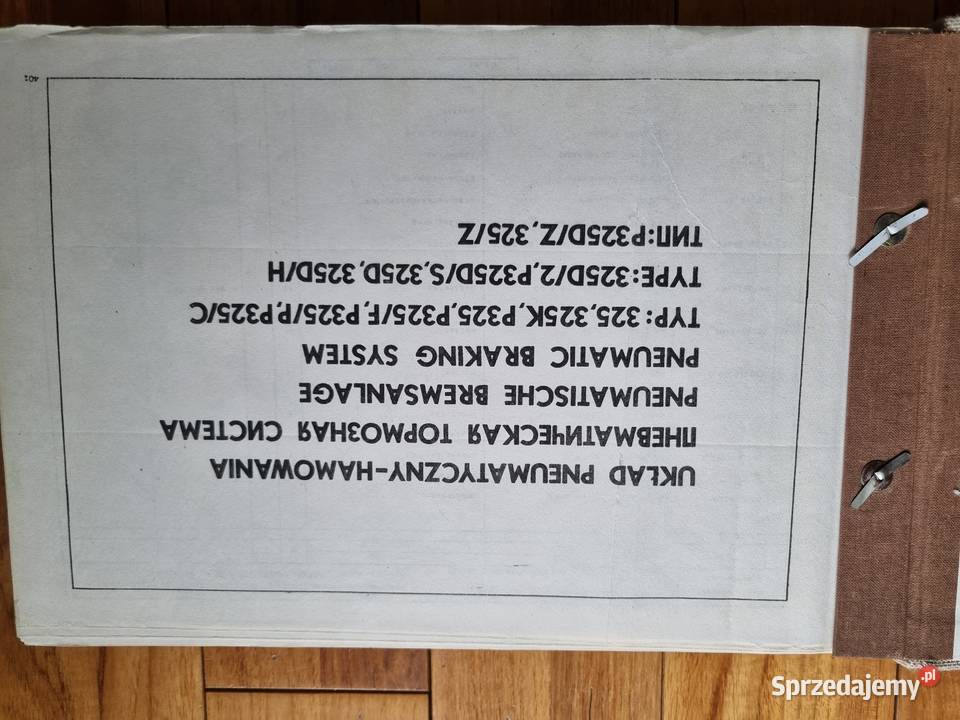 UKŁAD PNEUMATYCZNY-HAMOWANIA
ПНЕВМАТИЧЕСКАЯ ТОРМОЗНАЯ СИСТЕМА
PNEUMATISCHE BREMSANLAGE
PNEUMATIC BRAKING SYSTEM
TYP: 325, 325K, P325, P325/F, P325/P, P325/C
TYPE: 325D/2, P325D/S, 325D, 325D/H
ТИП: P325D/Z, 325/Z
401
Sprzedajemy.pl